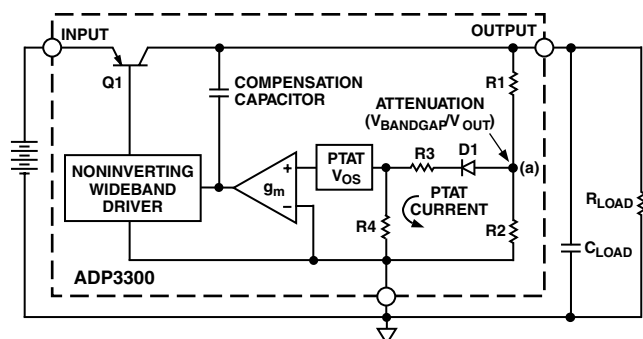 INPUT
OUTPUT
Q1
COMPENSATION
CAPACITOR
R1
ATTENUATION
(VBANDGAP/VOUT)
D1
R3
(a)
PTAT
VOS
NONINVERTING
WIDEBAND
DRIVER
gm
+
−
PTAT
CURRENT
R4
R2
RLOAD
CLOAD
ADP3300